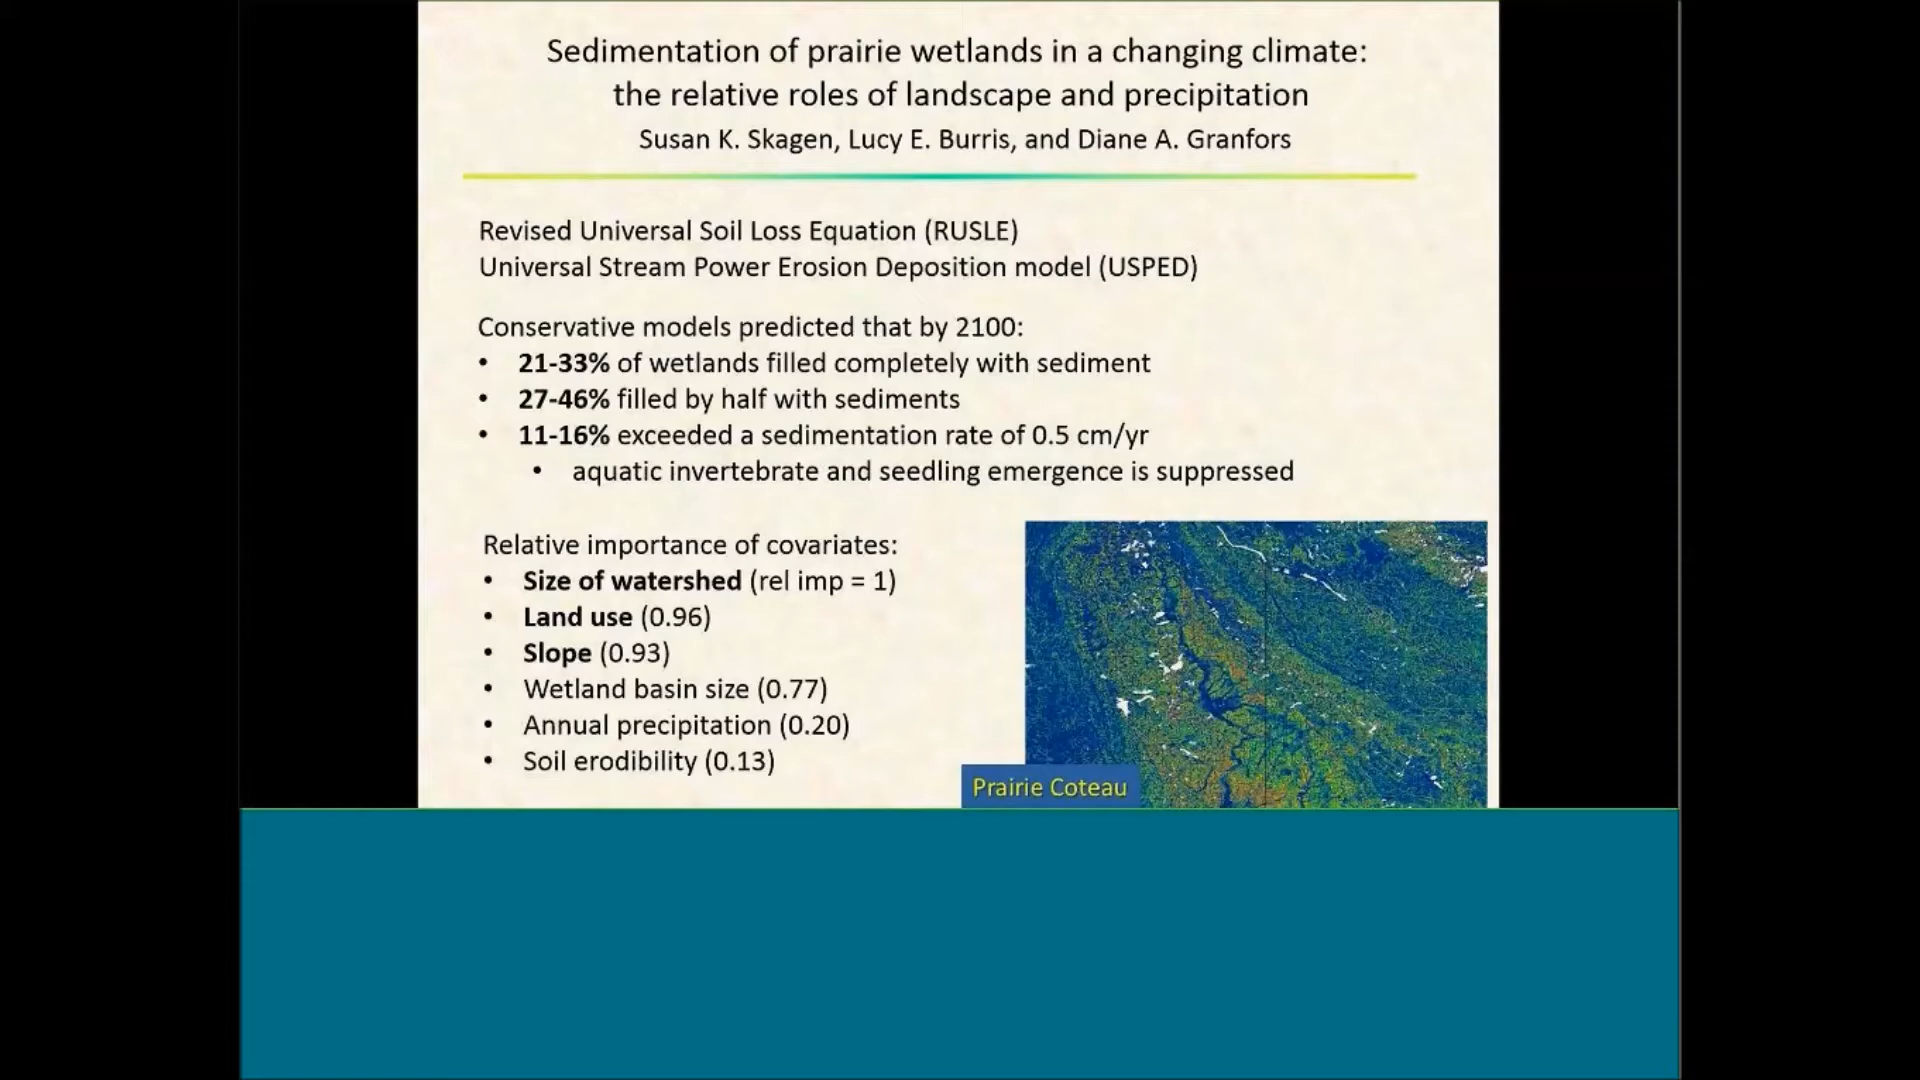 Sedimentation of prairie wetlands in a changing climate:
the relative roles of landscape and precipitation
Susan K. Skagen, Lucy E. Burris, and Diane A. Granfors
Revised Universal Soil Loss Equation (RUSLE)
Universal Stream Power Erosion Deposition model (USPED)
Conservative models predicted that by 2100:
• 21-33% of wetlands filled completely with sediment
• 27-46% filled by half with sediments
• 11-16% exceeded a sedimentation rate of 0.5 cm/yr
• aquatic invertebrate and seedling emergence is suppressed
Relative importance of covariates:
• Size of watershed (rel imp = 1)
• Land use (0.96)
• Slope (0.93)
• Wetland basin size (0.77)
• Annual precipitation (0.20)
• Soil erodibility (0.13)
Prairie Coteau